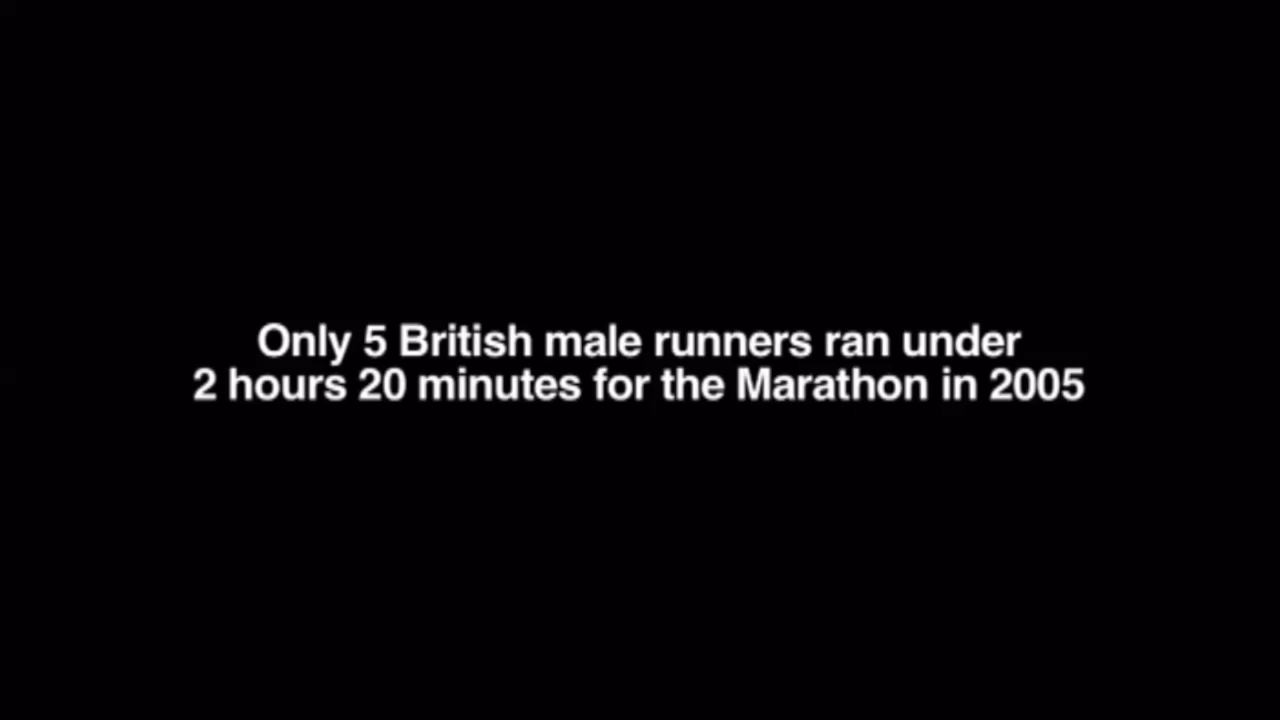 Only 5 British male runners ran under
2 hours 20 minutes for the Marathon in 2005